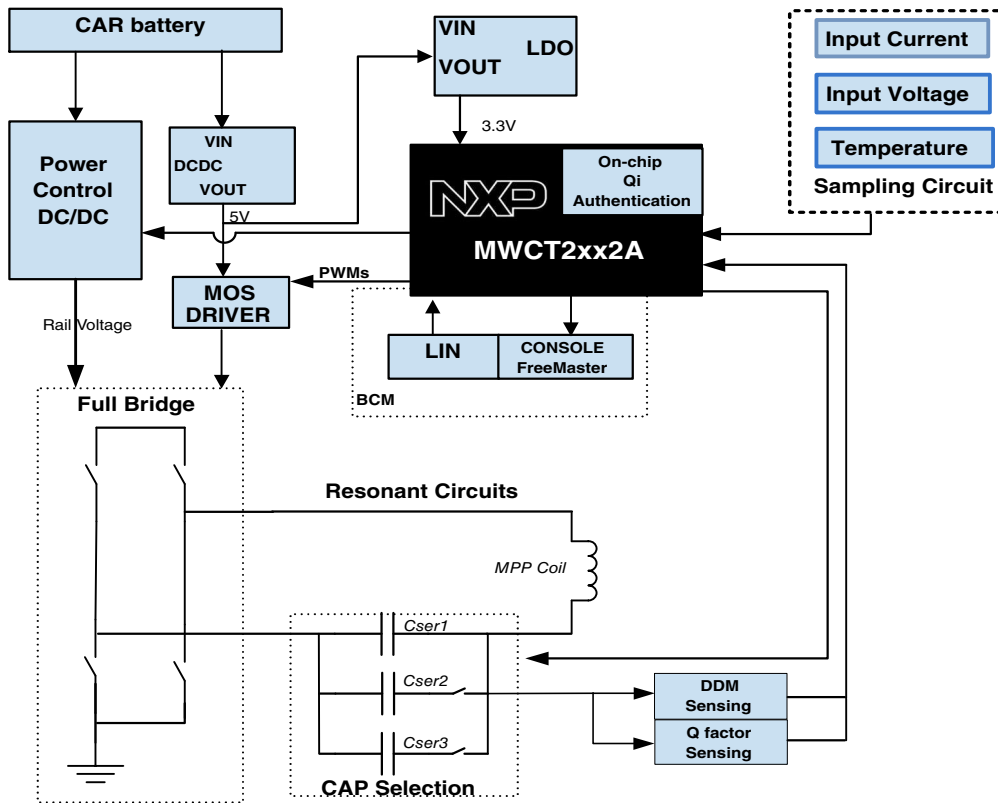 CAR battery
VIN
LDO
VOUT
Input Current
Input Voltage
Temperature
Sampling Circuit
Power
Control
DC/DC
VIN
DCDC
VOUT
5V
3.3V
On-chip
Qi
Authentication
NXP
MWCT2xx2A
PWMs
MOS
DRIVER
Rail Voltage
LIN
CONSOLE
FreeMaster
BCM
Full Bridge
Resonant Circuits
MPP Coil
Cser1
Cser2
Cser3
CAP Selection
DDM
Sensing
Q factor
Sensing